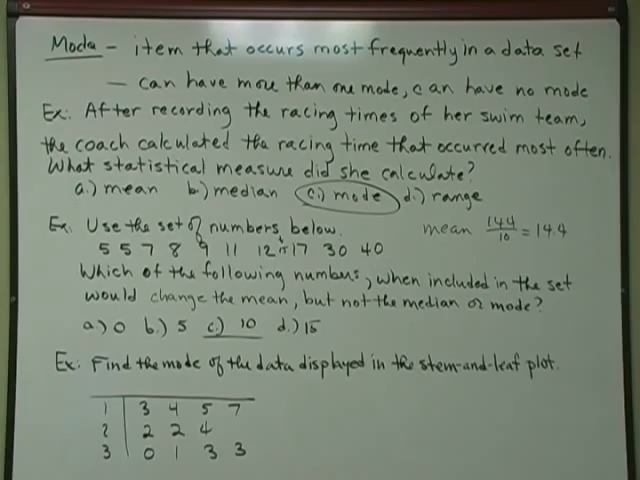 Mode - item that occurs most frequently in a data set
- can have more than one mode, can have no mode
Ex: After recording the racing times of her swim team,
the coach calculated the racing time that occurred most often.
What statistical measure did she calculate?
a.) mean b.) median c.) mode d.) range
Ex: Use the set of numbers below. mean 144/10 = 14.4
5 5 7 8 9 11 12 17 30 40
Which of the following numbers, when included in the set
would change the mean, but not the median or mode?
a.) 0 b.) 5 c.) 10 d.) 15
Ex: Find the mode of the data displayed in the stem-and-leaf plot.
1 | 3 4 5 7
2 | 2 2 4
3 | 0 1 3 3